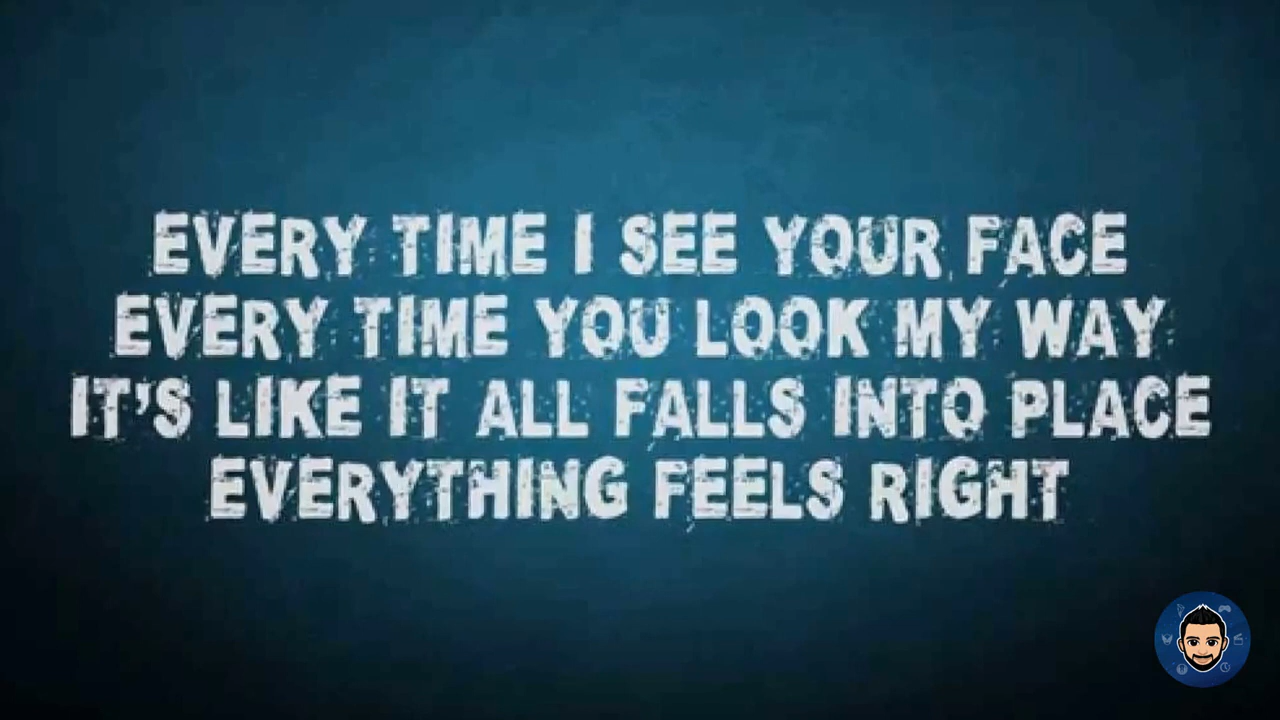 EVERY TIME I SEE YOUR FACE
EVERY TIME YOU LOOK MY WAY
IT'S LIKE IT ALL FALLS INTO PLACE
EVERYTHING FEELS RIGHT